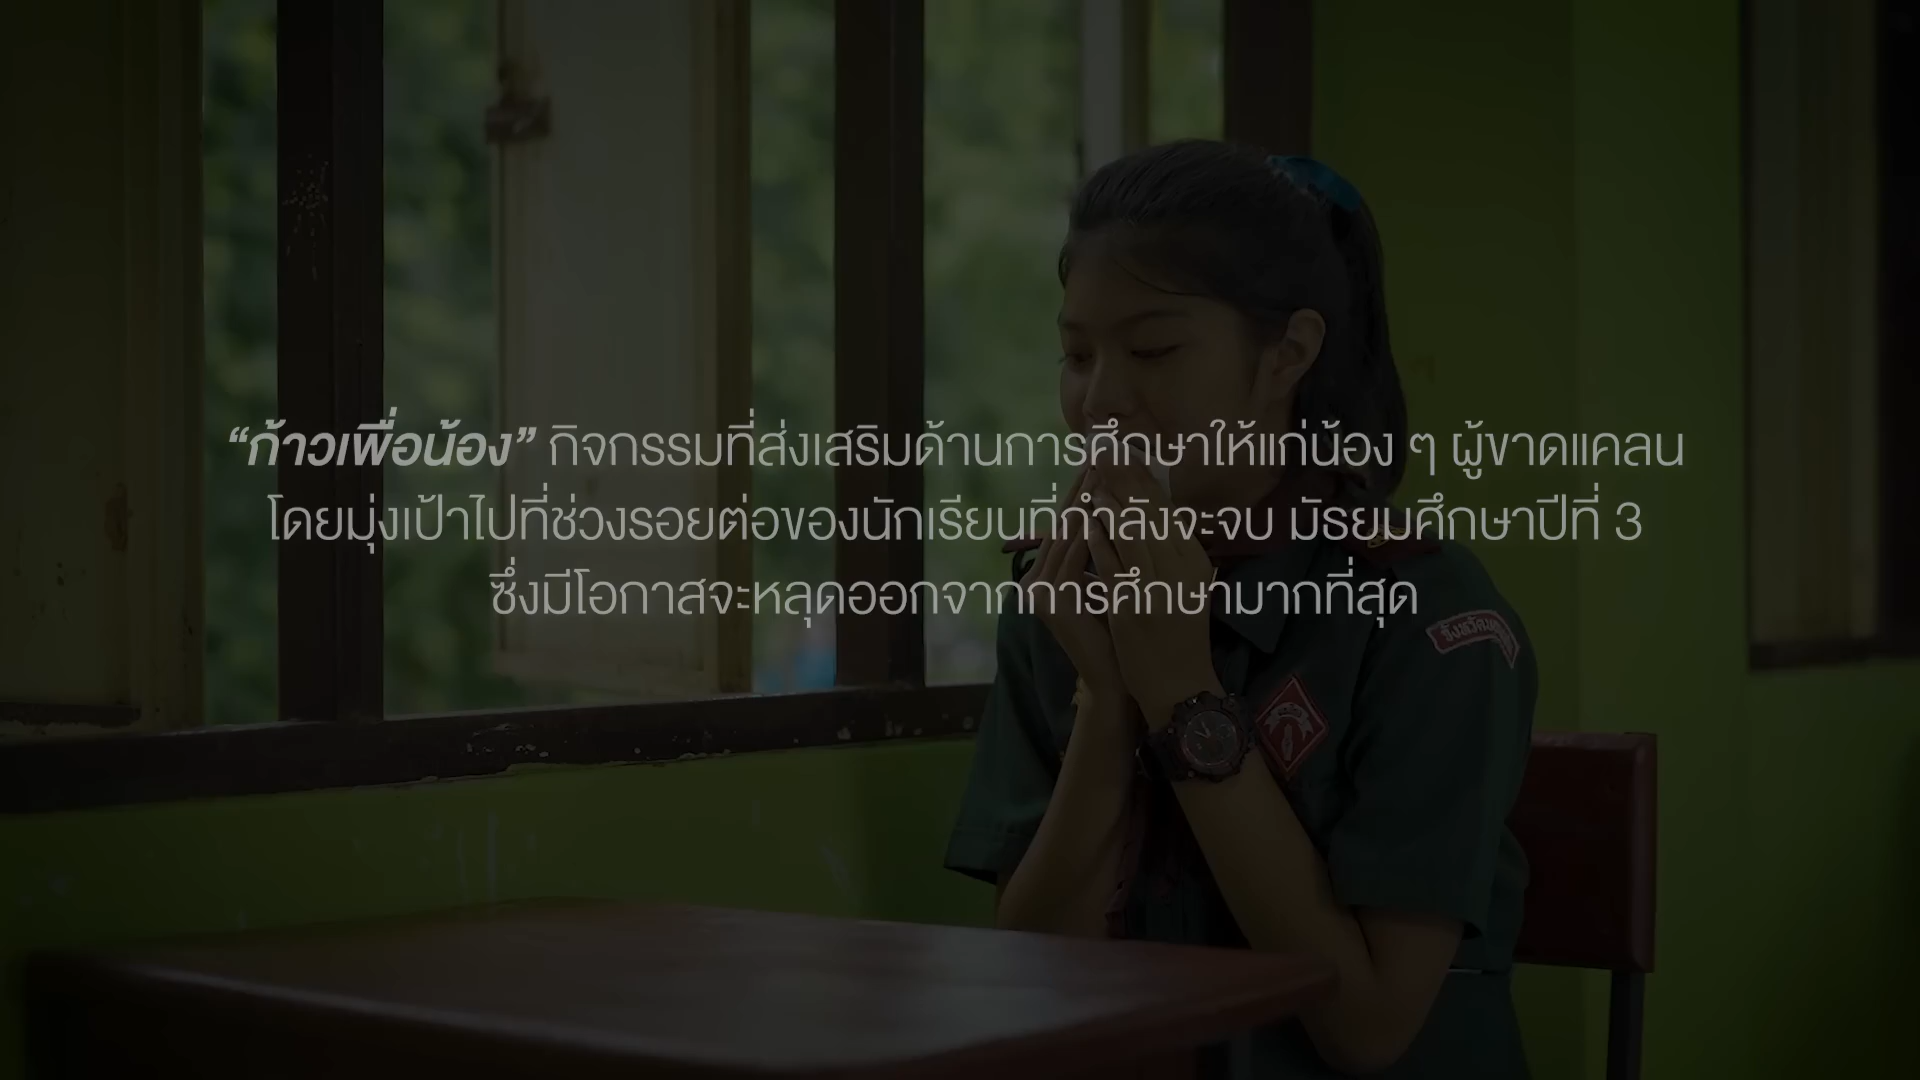 “ก้าวเพื่อน้อง” กิจกรรมที่ส่งเสริมด้านการศึกษาให้แก่น้อง ๆ ผู้ขาดแคลน
โดยมุ่งเป้าไปที่ช่วงรอยต่อของนักเรียนที่กำลังจะจบ มัธยมศึกษาปีที่ 3
ซึ่งมีโอกาสจะหลุดออกจากการศึกษามากที่สุด